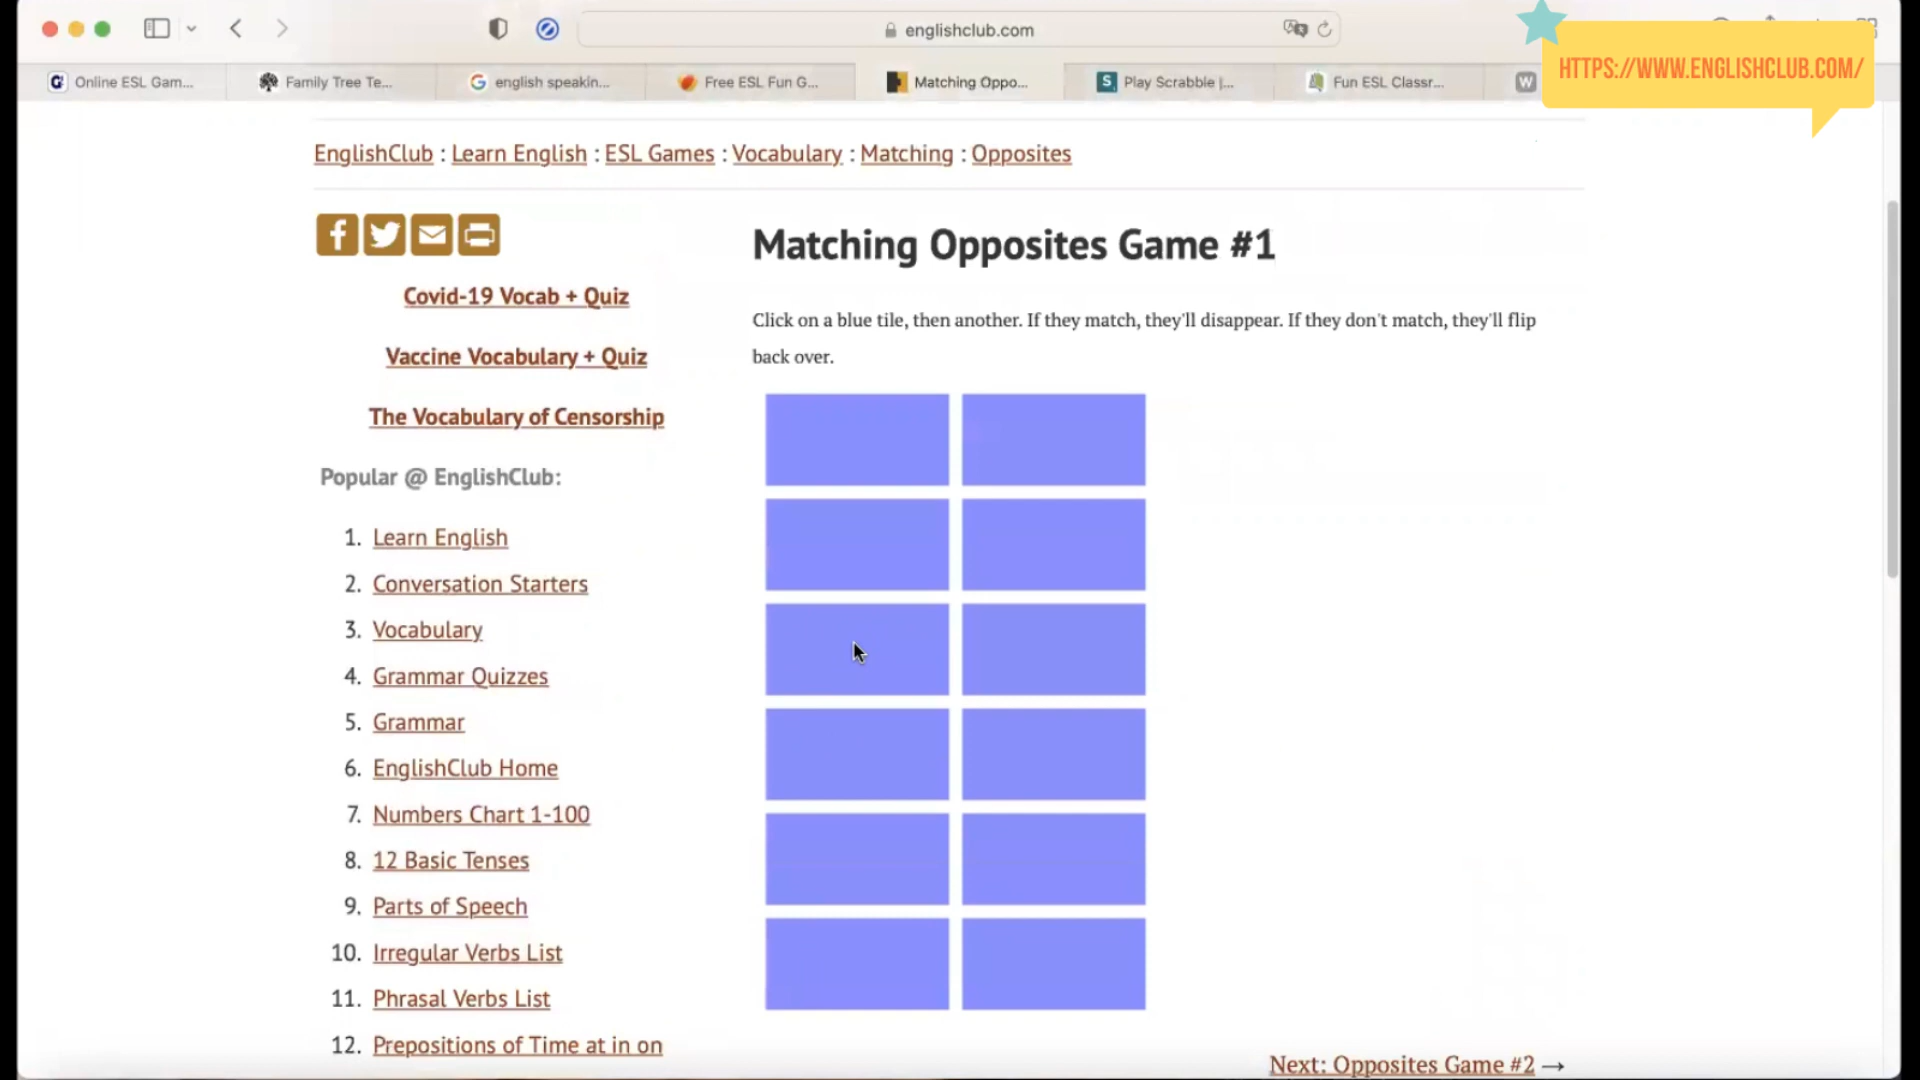 englishclub.com
HTTPS://WWW.ENGLISHCLUB.COM/
Online ESL Gam...
Family Tree Te...
english speakin...
Free ESL Fun G...
Matching Oppo...
Play Scrabble |...
Fun ESL Classr...
W
EnglishClub : Learn English : ESL Games : Vocabulary : Matching : Opposites
Covid-19 Vocab + Quiz
Vaccine Vocabulary + Quiz
The Vocabulary of Censorship
Popular @ EnglishClub:
1. Learn English
2. Conversation Starters
3. Vocabulary
4. Grammar Quizzes
5. Grammar
6. EnglishClub Home
7. Numbers Chart 1-100
8. 12 Basic Tenses
9. Parts of Speech
10. Irregular Verbs List
11. Phrasal Verbs List
12. Prepositions of Time at in on
Matching Opposites Game #1
Click on a blue tile, then another. If they match, they'll disappear. If they don't match, they'll flip
back over.
Next: Opposites Game #2 →